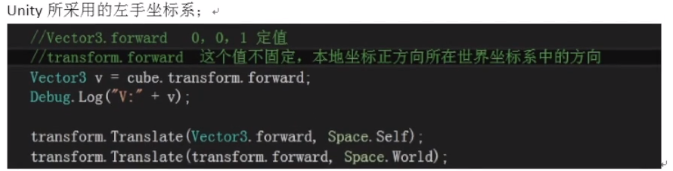 Unity 所采用的左手坐标系；
//Vector3.forward 0，0，1 定值
//transform.forward 这个值不固定，本地坐标正方向所在世界坐标系中的方向
Vector3 v = cube.transform.forward;
Debug.Log("V:" + v);
transform.Translate(Vector3.forward, Space.Self);
transform.Translate(transform.forward, Space.World);